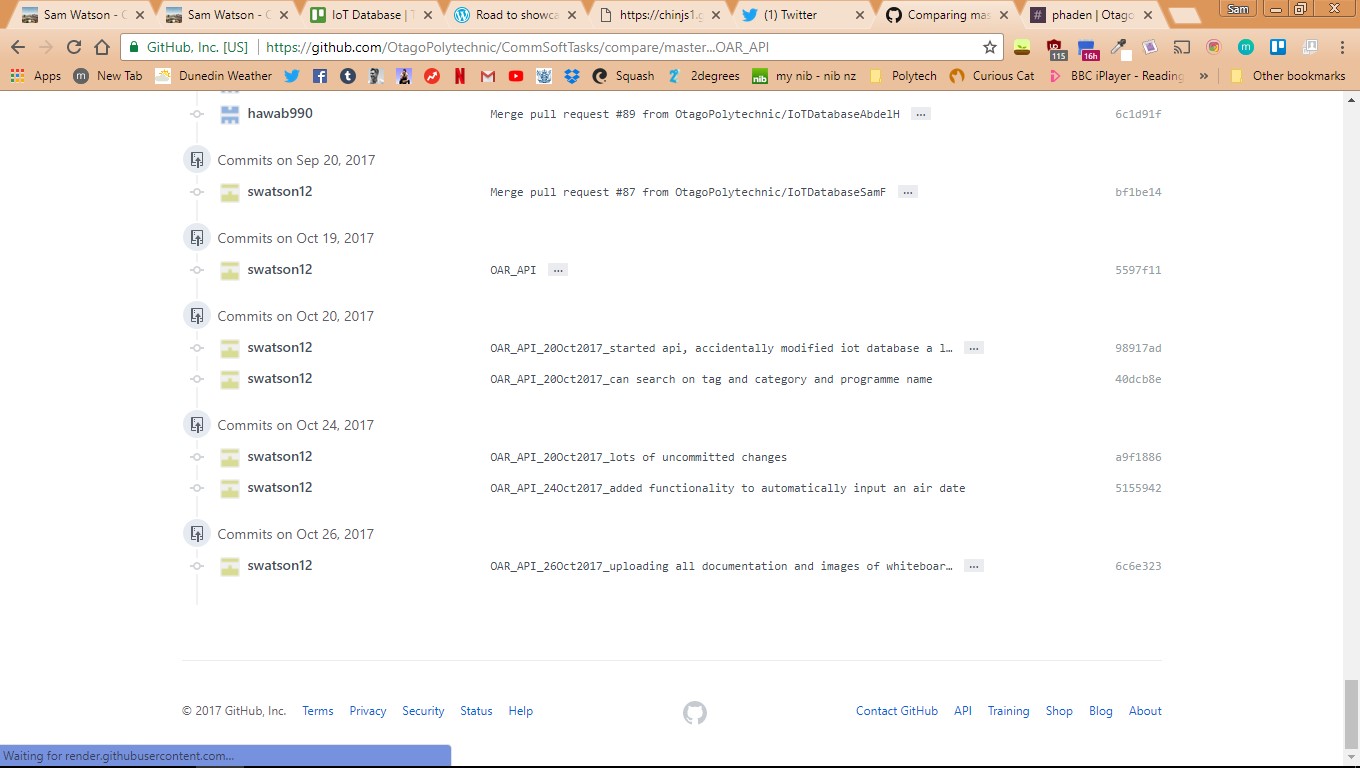 Sam Watson - C
Sam Watson - C
IoT Database | T
Road to showca
https://chinjs1.g
(1) Twitter
Comparing mas
phaden | Otago
Sam
GitHub, Inc. [US]
https://github.com/OtagoPolytechnic/CommSoftTasks/compare/master...OAR_API
115
16h
Apps
New Tab
Dunedin Weather
Squash
2degrees
nib
my nib - nib nz
Polytech
Curious Cat
BBC iPlayer - Reading
»
Other bookmarks
hawab990
Merge pull request #89 from OtagoPolytechnic/IoTDatabaseAbdelH …
6c1d91f
Commits on Sep 20, 2017
swatson12
Merge pull request #87 from OtagoPolytechnic/IoTDatabaseSamF …
bf1be14
Commits on Oct 19, 2017
swatson12
OAR_API …
5597f11
Commits on Oct 20, 2017
swatson12
OAR_API_20Oct2017_started api, accidentally modified iot database a l… …
98917ad
swatson12
OAR_API_20Oct2017_can search on tag and category and programme name
40dcb8e
Commits on Oct 24, 2017
swatson12
OAR_API_20Oct2017_lots of uncommitted changes
a9f1886
swatson12
OAR_API_24Oct2017_added functionality to automatically input an air date
5155942
Commits on Oct 26, 2017
swatson12
OAR_API_26Oct2017_uploading all documentation and images of whiteboar… …
6c6e323
© 2017 GitHub, Inc. Terms Privacy Security Status Help
Contact GitHub API Training Shop Blog About
Waiting for render.githubusercontent.com...